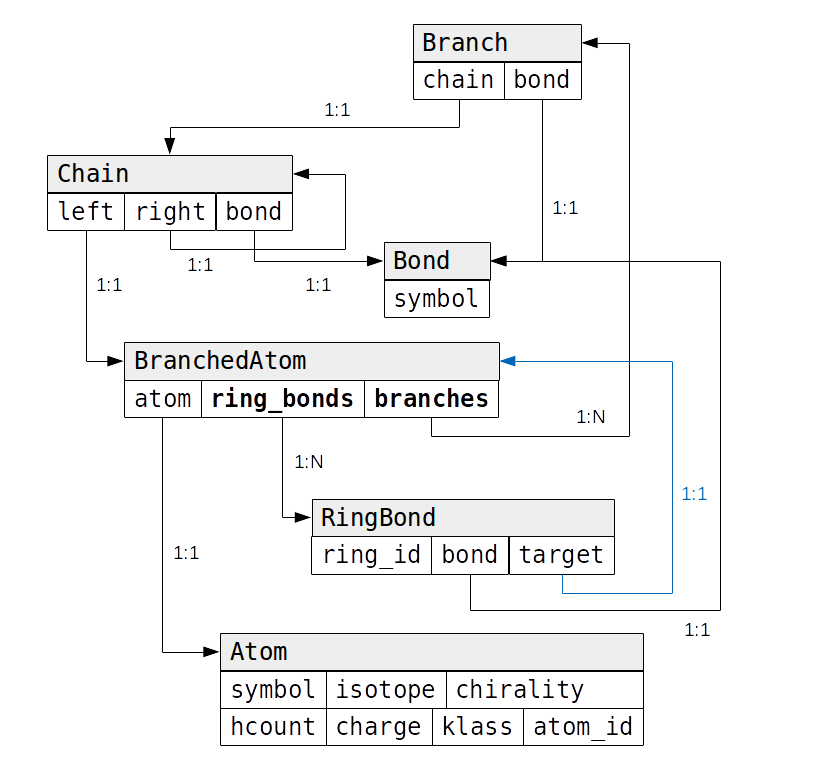 Branch
chain bond
1:1
Chain
left right bond
1:1
1:1
Bond
1:1
1:1
symbol
BranchedAtom
atom ring_bonds branches
1:N
1:N
1:1
RingBond
1:1
ring_id bond target
1:1
Atom
symbol isotope chirality
hcount charge klass atom_id